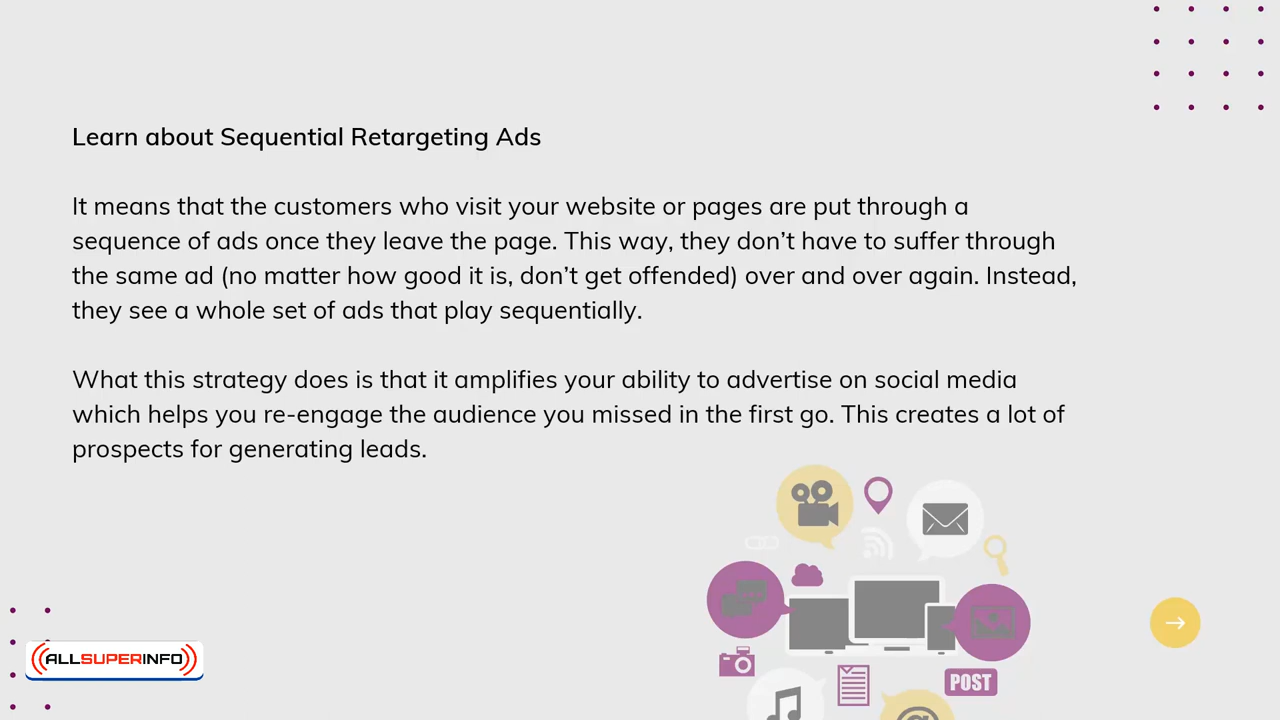 Learn about Sequential Retargeting Ads
It means that the customers who visit your website or pages are put through a
sequence of ads once they leave the page. This way, they don’t have to suffer through
the same ad (no matter how good it is, don’t get offended) over and over again. Instead,
they see a whole set of ads that play sequentially.
What this strategy does is that it amplifies your ability to advertise on social media
which helps you re-engage the audience you missed in the first go. This creates a lot of
prospects for generating leads.
POST
@
ALLSUPERINFO